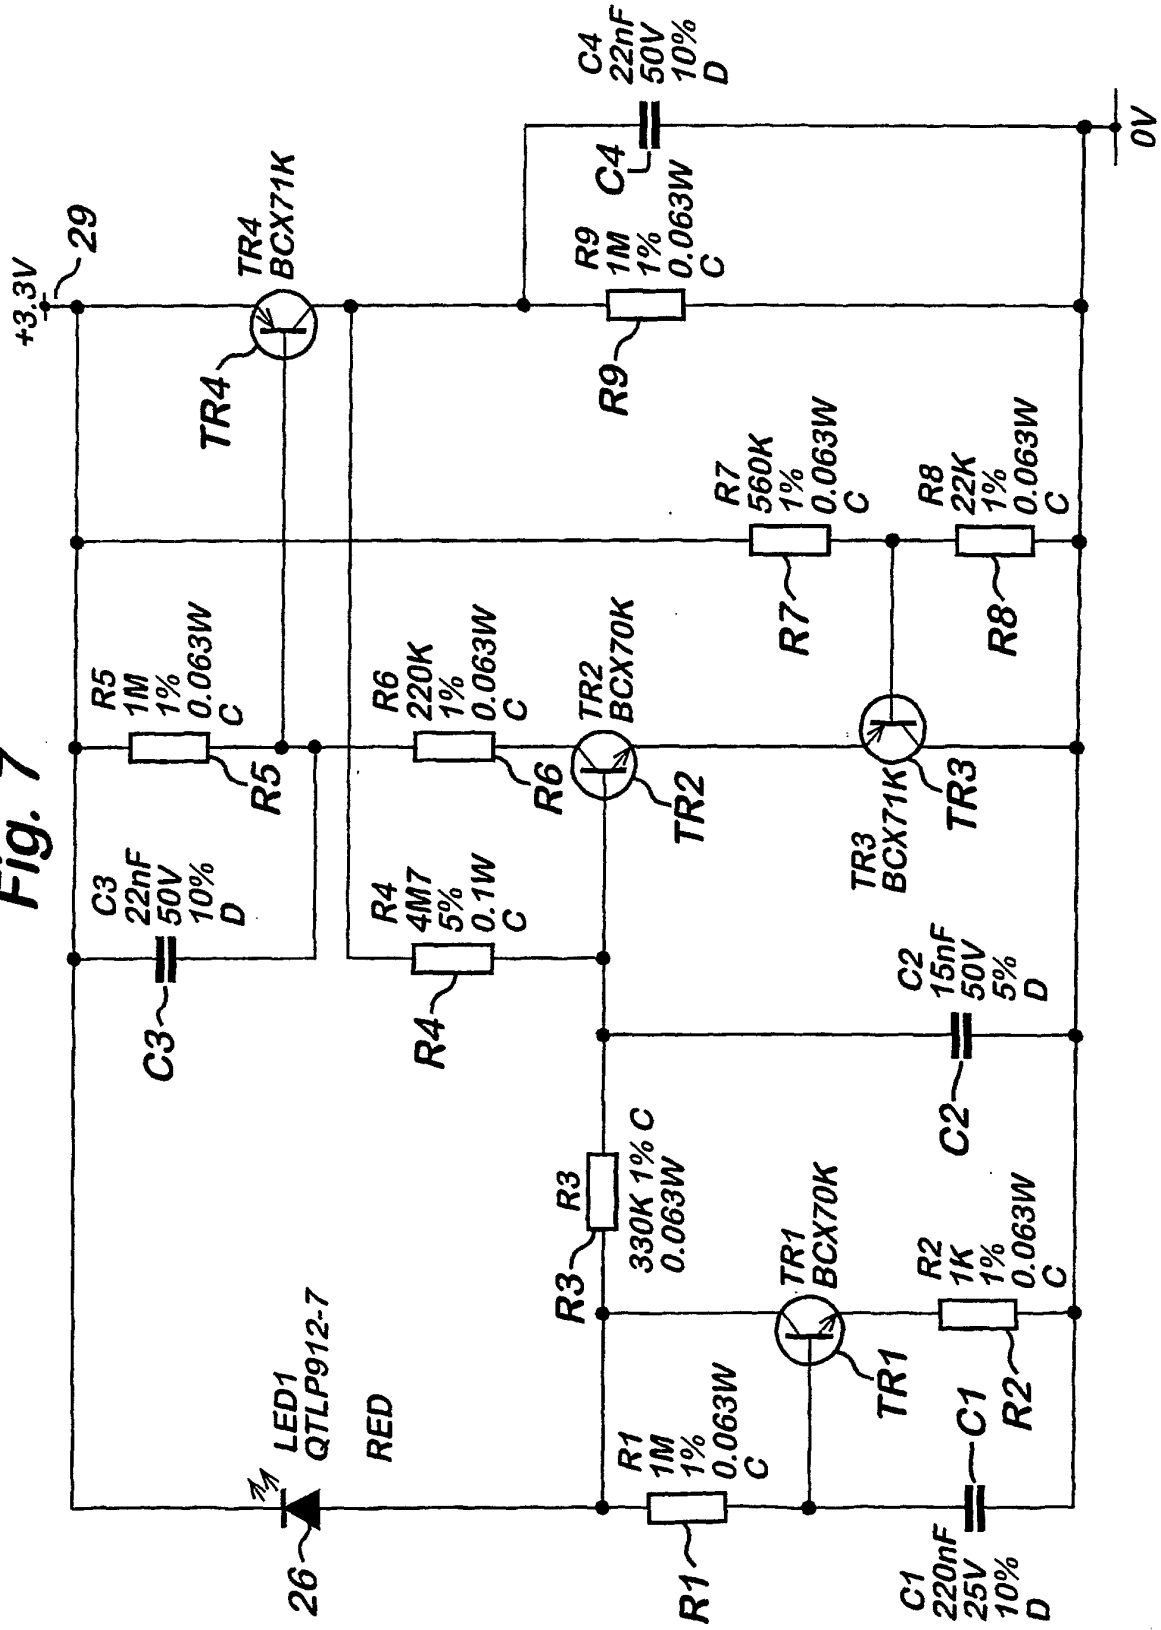 Fig. 7
+3.3V
29
TR4
BCX71K
TR4
C4
22nF
50V
10%
D
C4
R9
1M
1%
0.063W
C
R9
0V
R7
560K
1%
0.063W
C
R7
R8
22K
1%
0.063W
C
R8
R5
1M
1%
0.063W
C
R5
R6
220K
1%
0.063W
C
R6
TR2
BCX70K
TR2
TR3
BCX71K
TR3
C3
22nF
50V
10%
D
C3
R4
4M7
5%
0.1W
C
R4
C2
15nF
50V
5%
D
C2
R3
330K 1% C
0.063W
R3
TR1
BCX70K
TR1
R2
1K
1%
0.063W
C
R2
LED1
QTLP912-7
RED
26
R1
1M
1%
0.063W
C
R1
C1
C1
220nF
25V
10%
D